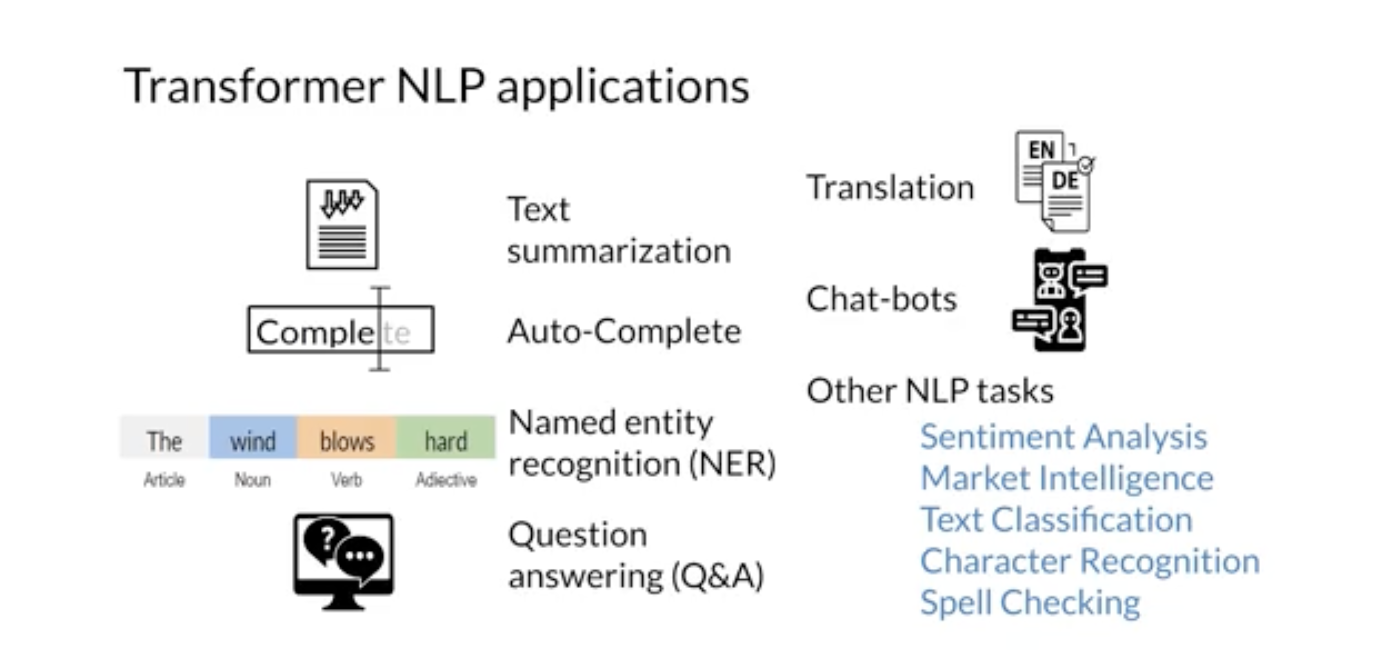 Transformer NLP applications
Text
summarization
Complete
Auto-Complete
The wind blows hard
Article Noun Verb Adjective
Named entity
recognition (NER)
?
Question
answering (Q&A)
Translation
EN
DE
Chat-bots
Other NLP tasks
Sentiment Analysis
Market Intelligence
Text Classification
Character Recognition
Spell Checking